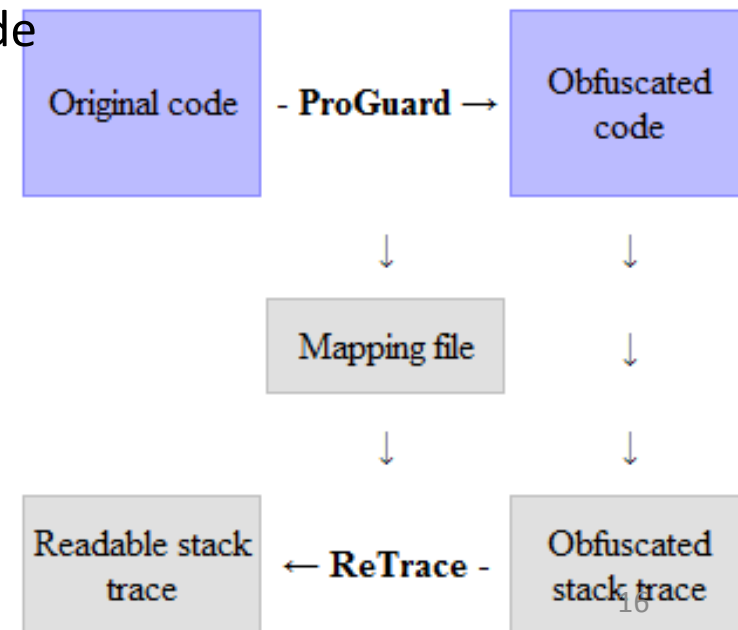 de
Original code - ProGuard → Obfuscated
code
↓ ↓
Mapping file ↓
↓ ↓
Readable stack
trace
← ReTrace -
Obfuscated
stack trace
16